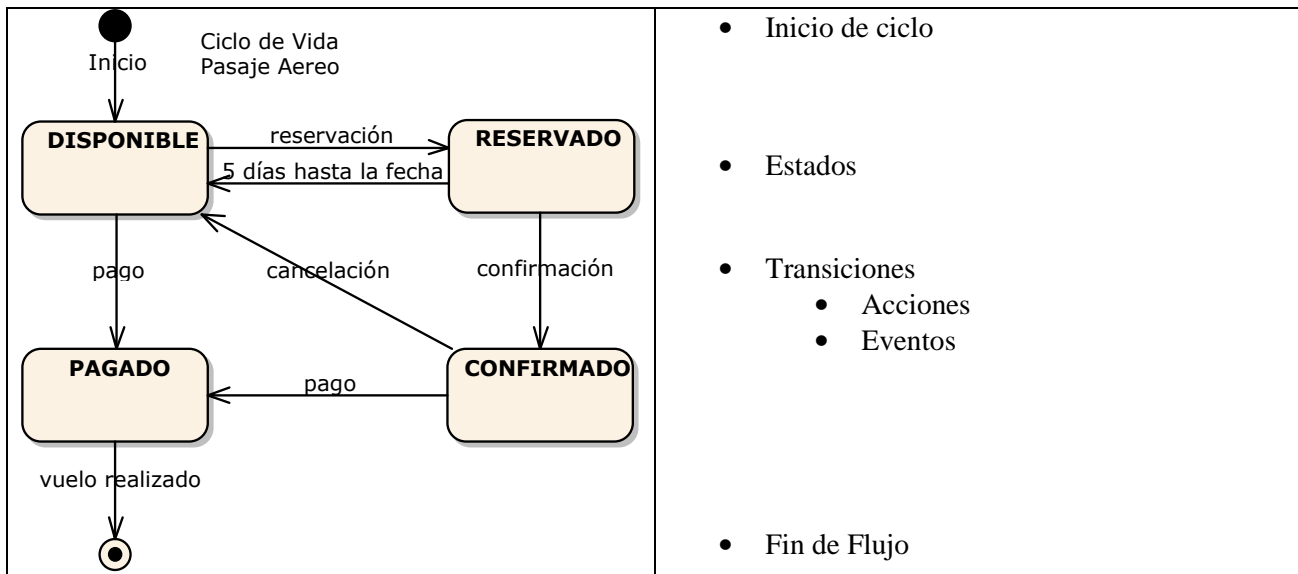 Inicio
Ciclo de Vida
Pasaje Aereo
DISPONIBLE
reservación
RESERVADO
5 días hasta la fecha
pago
cancelación
confirmación
PAGADO
pago
CONFIRMADO
vuelo realizado
• Inicio de ciclo
• Estados
• Transiciones
• Acciones
• Eventos
• Fin de Flujo